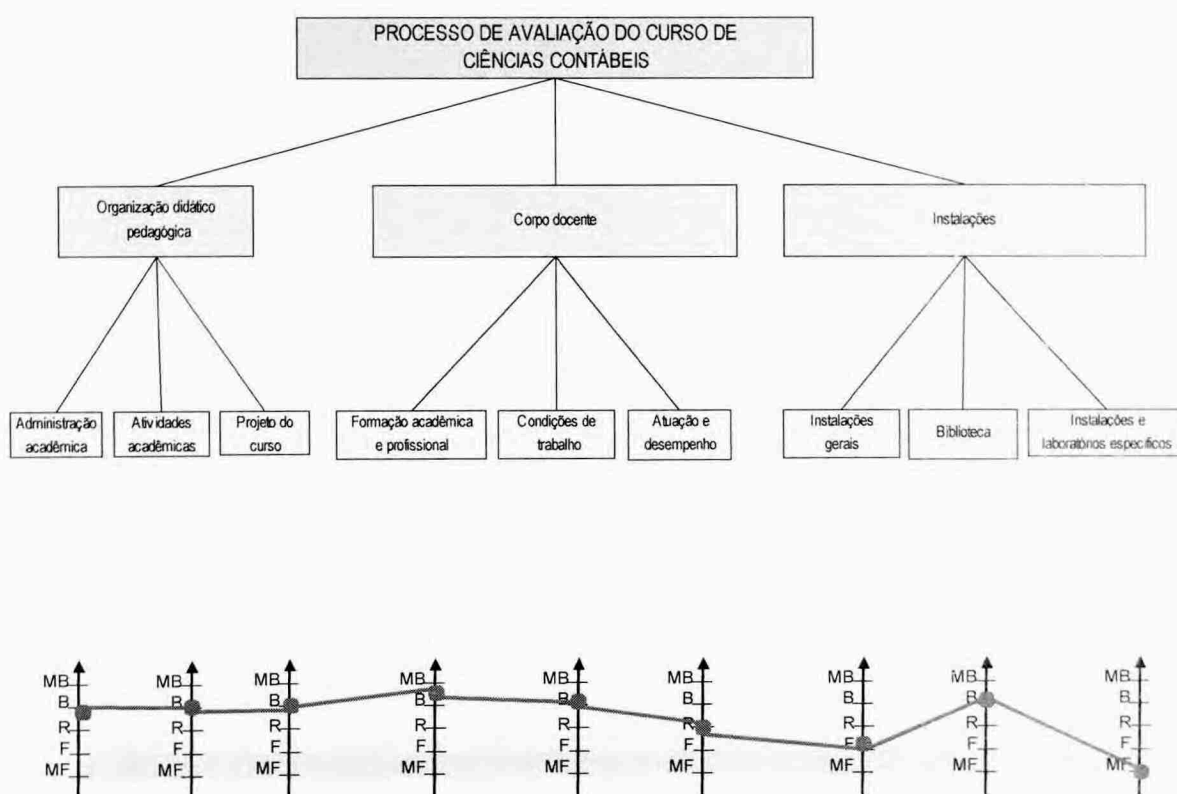 PROCESSO DE AVALIAÇÃO DO CURSO DE
CIÊNCIAS CONTÁBEIS
Organização didático
pedagógica
Corpo docente
Instalações
Administração
acadêmica
Atividades
acadêmicas
Projeto do
curso
Formação acadêmica
e profissional
Condições de
trabalho
Atuação e
desempenho
Instalações
gerais
Biblioteca
Instalações e
laboratórios específicos
MB MB MB MB MB MB MB MB MB
B B B B B B B B B
R R R R R R R R R
F F F F F F F F F
MF MF MF MF MF MF MF MF MF